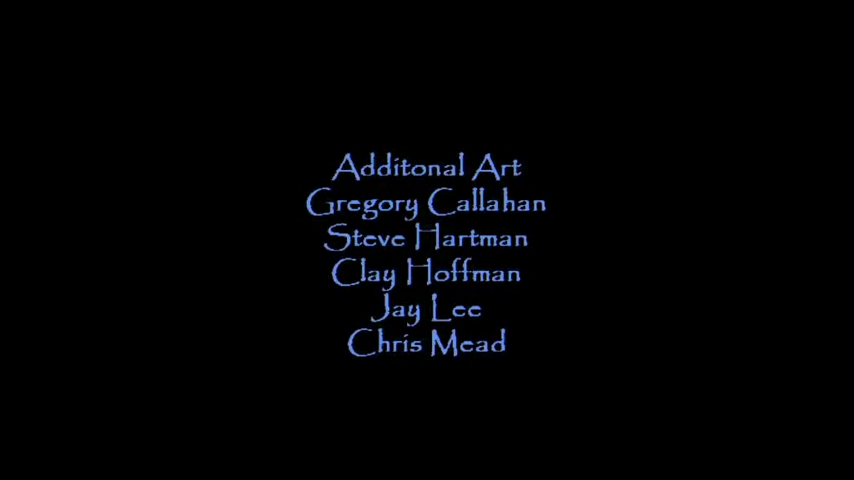 Additonal Art
Gregory Callahan
Steve Hartman
Clay Hoffman
Jay Lee
Chris Mead